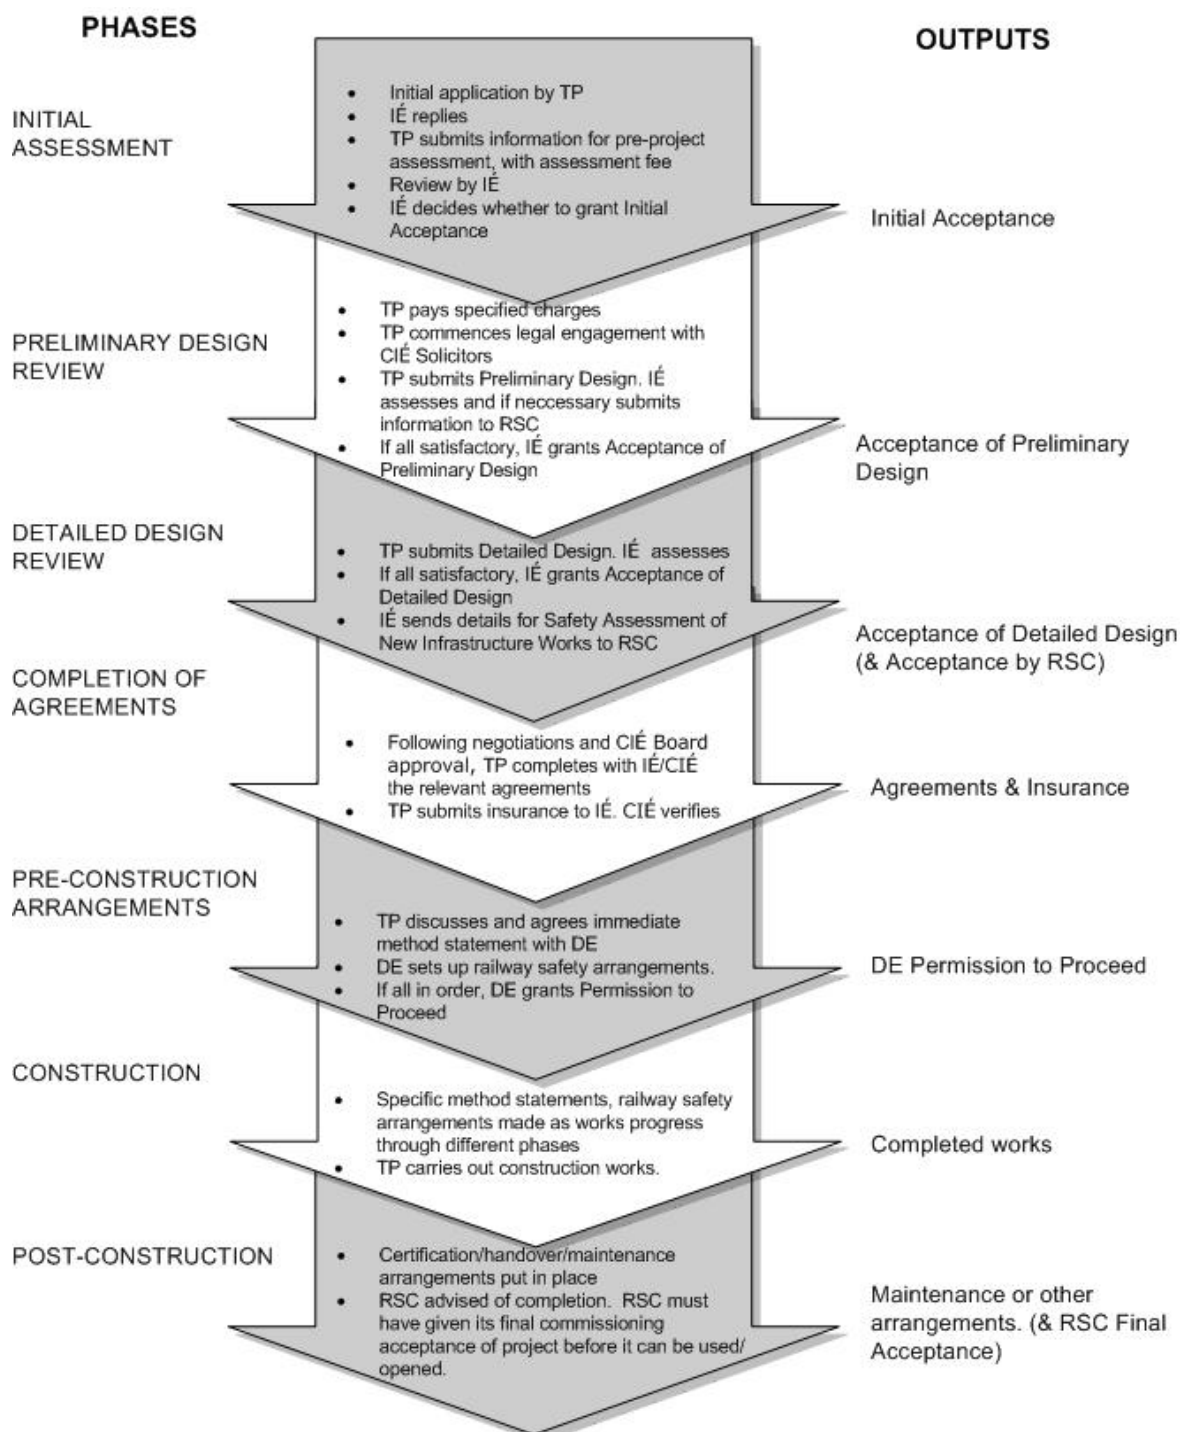 PHASES
OUTPUTS
INITIAL
ASSESSMENT
• Initial application by TP
• IÉ replies
• TP submits information for pre-project
assessment, with assessment fee
• Review by IÉ
• IÉ decides whether to grant Initial
Acceptance
Initial Acceptance
PRELIMINARY DESIGN
REVIEW
• TP pays specified charges
• TP commences legal engagement with
CIÉ Solicitors
• TP submits Preliminary Design. IÉ
assesses and if neccessary submits
information to RSC
• If all satisfactory, IÉ grants Acceptance of
Preliminary Design
Acceptance of Preliminary
Design
DETAILED DESIGN
REVIEW
• TP submits Detailed Design. IÉ assesses
• If all satisfactory, IÉ grants Acceptance of
Detailed Design
• IÉ sends details for Safety Assessment of
New Infrastructure Works to RSC
Acceptance of Detailed Design
(& Acceptance by RSC)
COMPLETION OF
AGREEMENTS
• Following negotiations and CIÉ Board
approval, TP completes with IÉ/CIÉ
the relevant agreements
• TP submits insurance to IÉ. CIÉ verifies
Agreements & Insurance
PRE-CONSTRUCTION
ARRANGEMENTS
• TP discusses and agrees immediate
method statement with DE
• DE sets up railway safety arrangements.
• If all in order, DE grants Permission to
Proceed
DE Permission to Proceed
CONSTRUCTION
• Specific method statements, railway safety
arrangements made as works progress
through different phases
• TP carries out construction works.
Completed works
POST-CONSTRUCTION
• Certification/handover/maintenance
arrangements put in place
• RSC advised of completion. RSC must
have given its final commissioning
acceptance of project before it can be used/
opened.
Maintenance or other
arrangements. (& RSC Final
Acceptance)